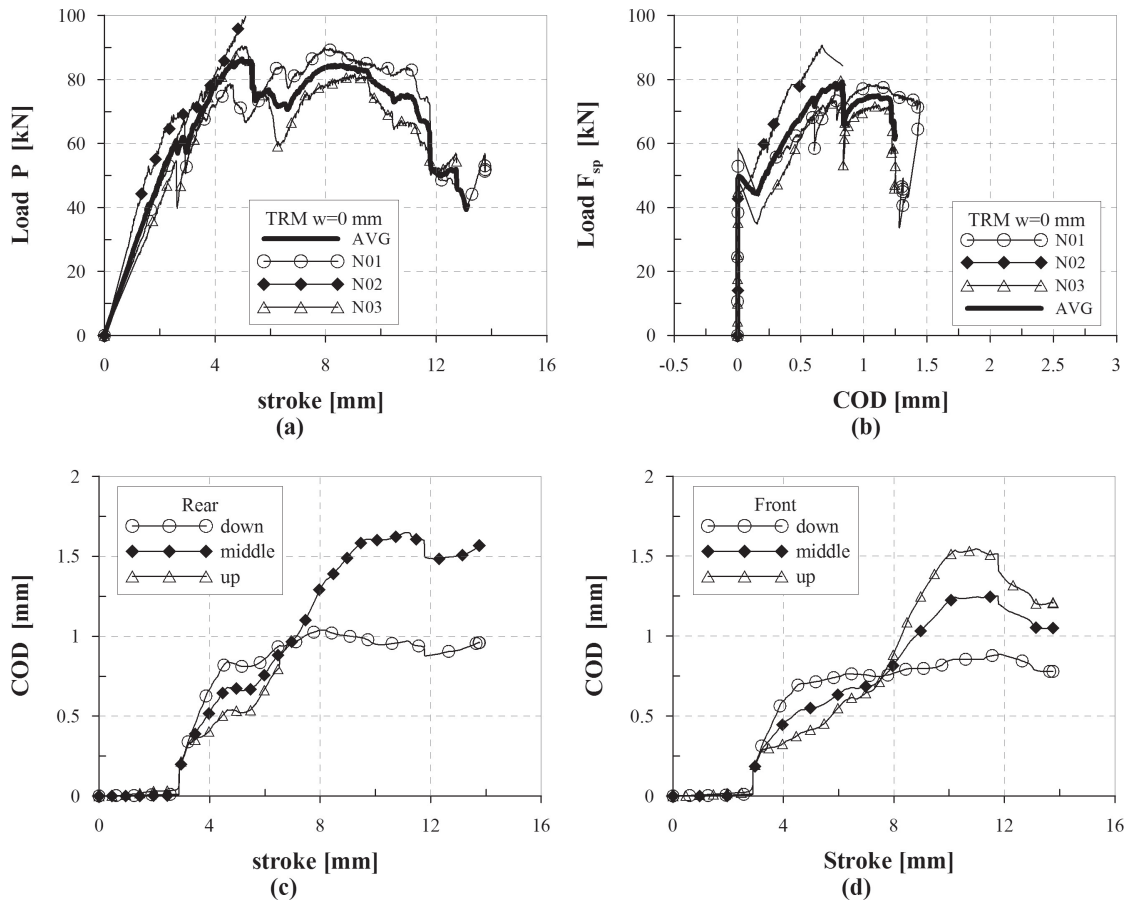 100
80
60
40
20
0
0
4
8
12
16
Load P [kN]
stroke [mm]
TRM w=0 mm
AVG
N01
N02
N03
(a)
100
80
60
40
20
0
-0.5
0
0.5
1
1.5
2
2.5
3
Load Fsp [kN]
COD [mm]
TRM w=0 mm
N01
N02
N03
AVG
(b)
2
1.5
1
0.5
0
0
4
8
12
16
COD [mm]
stroke [mm]
Rear
down
middle
up
(c)
2
1.5
1
0.5
0
0
4
8
12
16
COD [mm]
Stroke [mm]
Front
down
middle
up
(d)